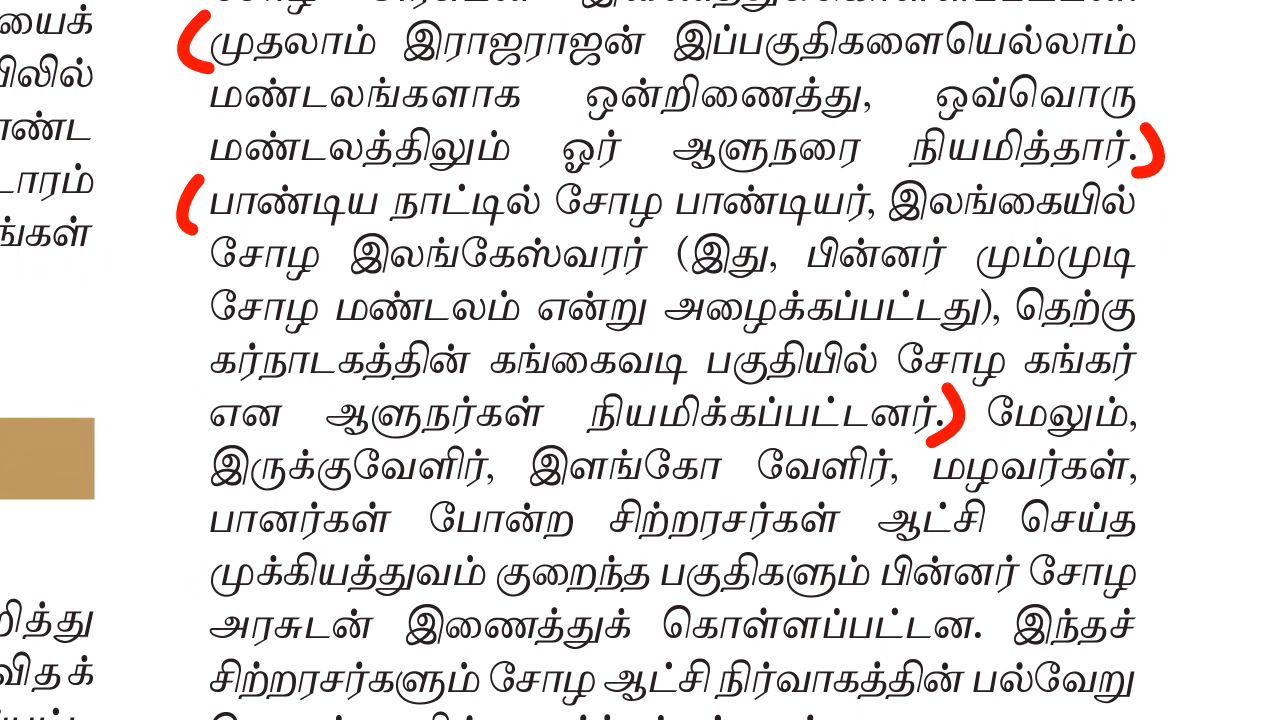 யைக்
ண்ட
டாரம்
ங்கள்
றித்து
விதக்
முதலாம் இராஜராஜன் இப்பகுதிகளையெல்லாம்
மண்டலங்களாக ஒன்றிணைத்து, ஒவ்வொரு
மண்டலத்திலும் ஓர் ஆளுநரை நியமித்தார்.
பாண்டிய நாட்டில் சோழ பாண்டியர், இலங்கையில்
சோழ இலங்கேஸ்வரர் (இது, பின்னர் மும்முடி
சோழ மண்டலம் என்று அழைக்கப்பட்டது), தெற்கு
கர்நாடகத்தின் கங்கைவடி பகுதியில் சோழ கங்கர்
என ஆளுநர்கள் நியமிக்கப்பட்டனர். மேலும்,
இருக்குவேளிர், இளங்கோ வேளிர், மழவர்கள்,
பானர்கள் போன்ற சிற்றரசர்கள் ஆட்சி செய்த
முக்கியத்துவம் குறைந்த பகுதிகளும் பின்னர் சோழ
அரசுடன் இணைத்துக் கொள்ளப்பட்டன. இந்தச்
சிற்றரசர்களும் சோழ ஆட்சி நிர்வாகத்தின் பல்வேறு